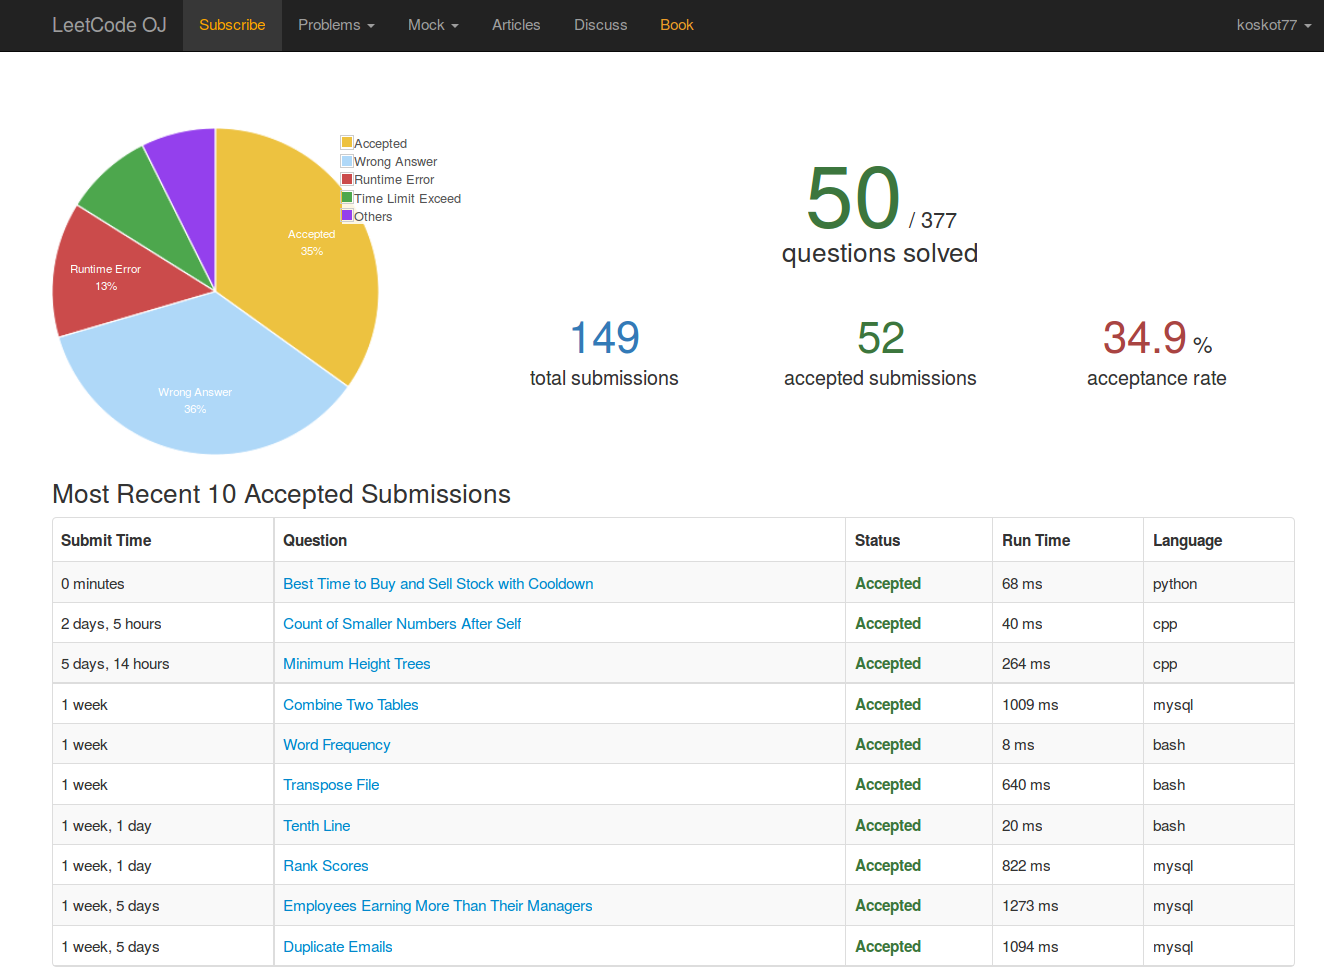 LeetCode OJ Subscribe Problems Mock Articles Discuss Book koskot77
Accepted
Wrong Answer
Runtime Error
Time Limit Exceed
Others
Accepted
35%
Runtime Error
13%
Wrong Answer
36%
50 / 377
questions solved
149 52 34.9 %
total submissions accepted submissions acceptance rate
Most Recent 10 Accepted Submissions
Submit Time Question Status Run Time Language
0 minutes Best Time to Buy and Sell Stock with Cooldown Accepted 68 ms python
2 days, 5 hours Count of Smaller Numbers After Self Accepted 40 ms cpp
5 days, 14 hours Minimum Height Trees Accepted 264 ms cpp
1 week Combine Two Tables Accepted 1009 ms mysql
1 week Word Frequency Accepted 8 ms bash
1 week Transpose File Accepted 640 ms bash
1 week, 1 day Tenth Line Accepted 20 ms bash
1 week, 1 day Rank Scores Accepted 822 ms mysql
1 week, 5 days Employees Earning More Than Their Managers Accepted 1273 ms mysql
1 week, 5 days Duplicate Emails Accepted 1094 ms mysql